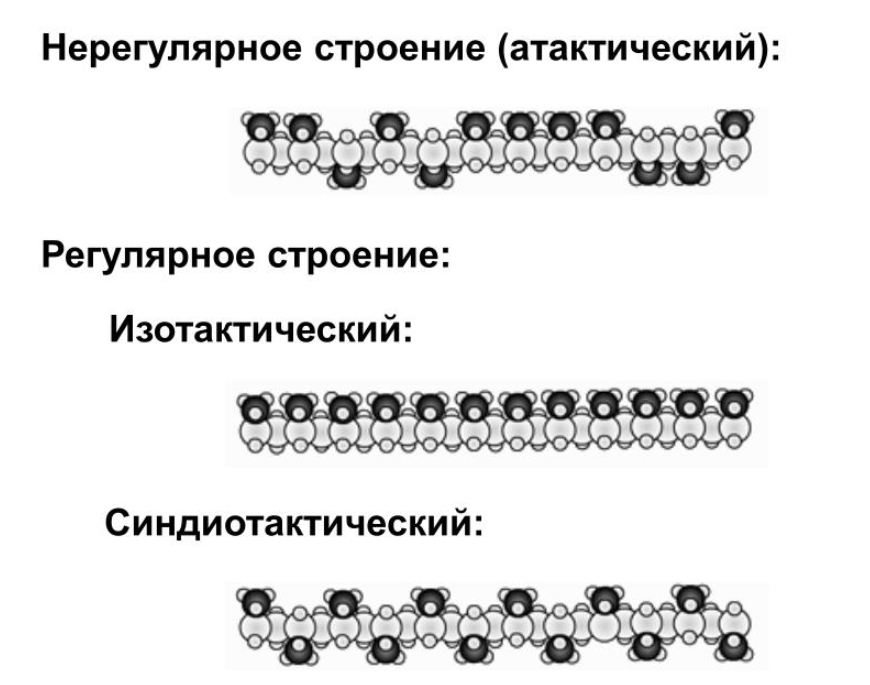 Нерегулярное строение (атактический):
Регулярное строение:
Изотактический:
Синдиотактический: